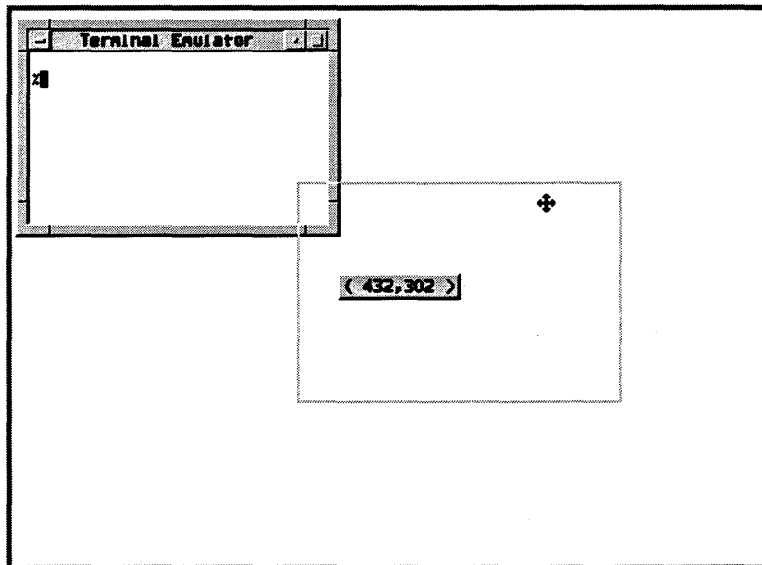 Terminal Emulator
%
( 432,302 )